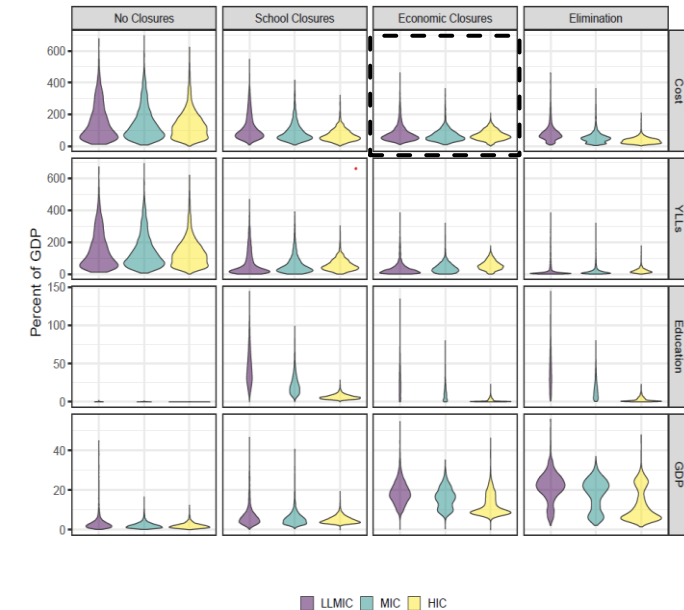 No Closures School Closures Economic Closures Elimination
600
400
200
0
Cost
600
400
200
0
YLLs
150
100
50
0
Education
40
20
0
GDP
Percent of GDP
LLMIC MIC HIC